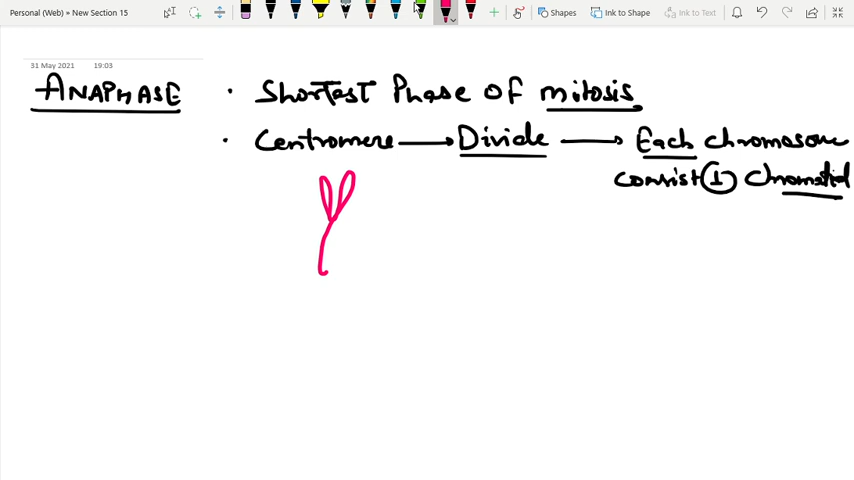 Personal (Web) » New Section 15
Shapes
Ink to Shape
Ink to Text
31 May 2021 19:03
ANAPHASE · Shortest Phase of mitosis
· Centromere → Divide → Each chromosome
consist ① Chromatid